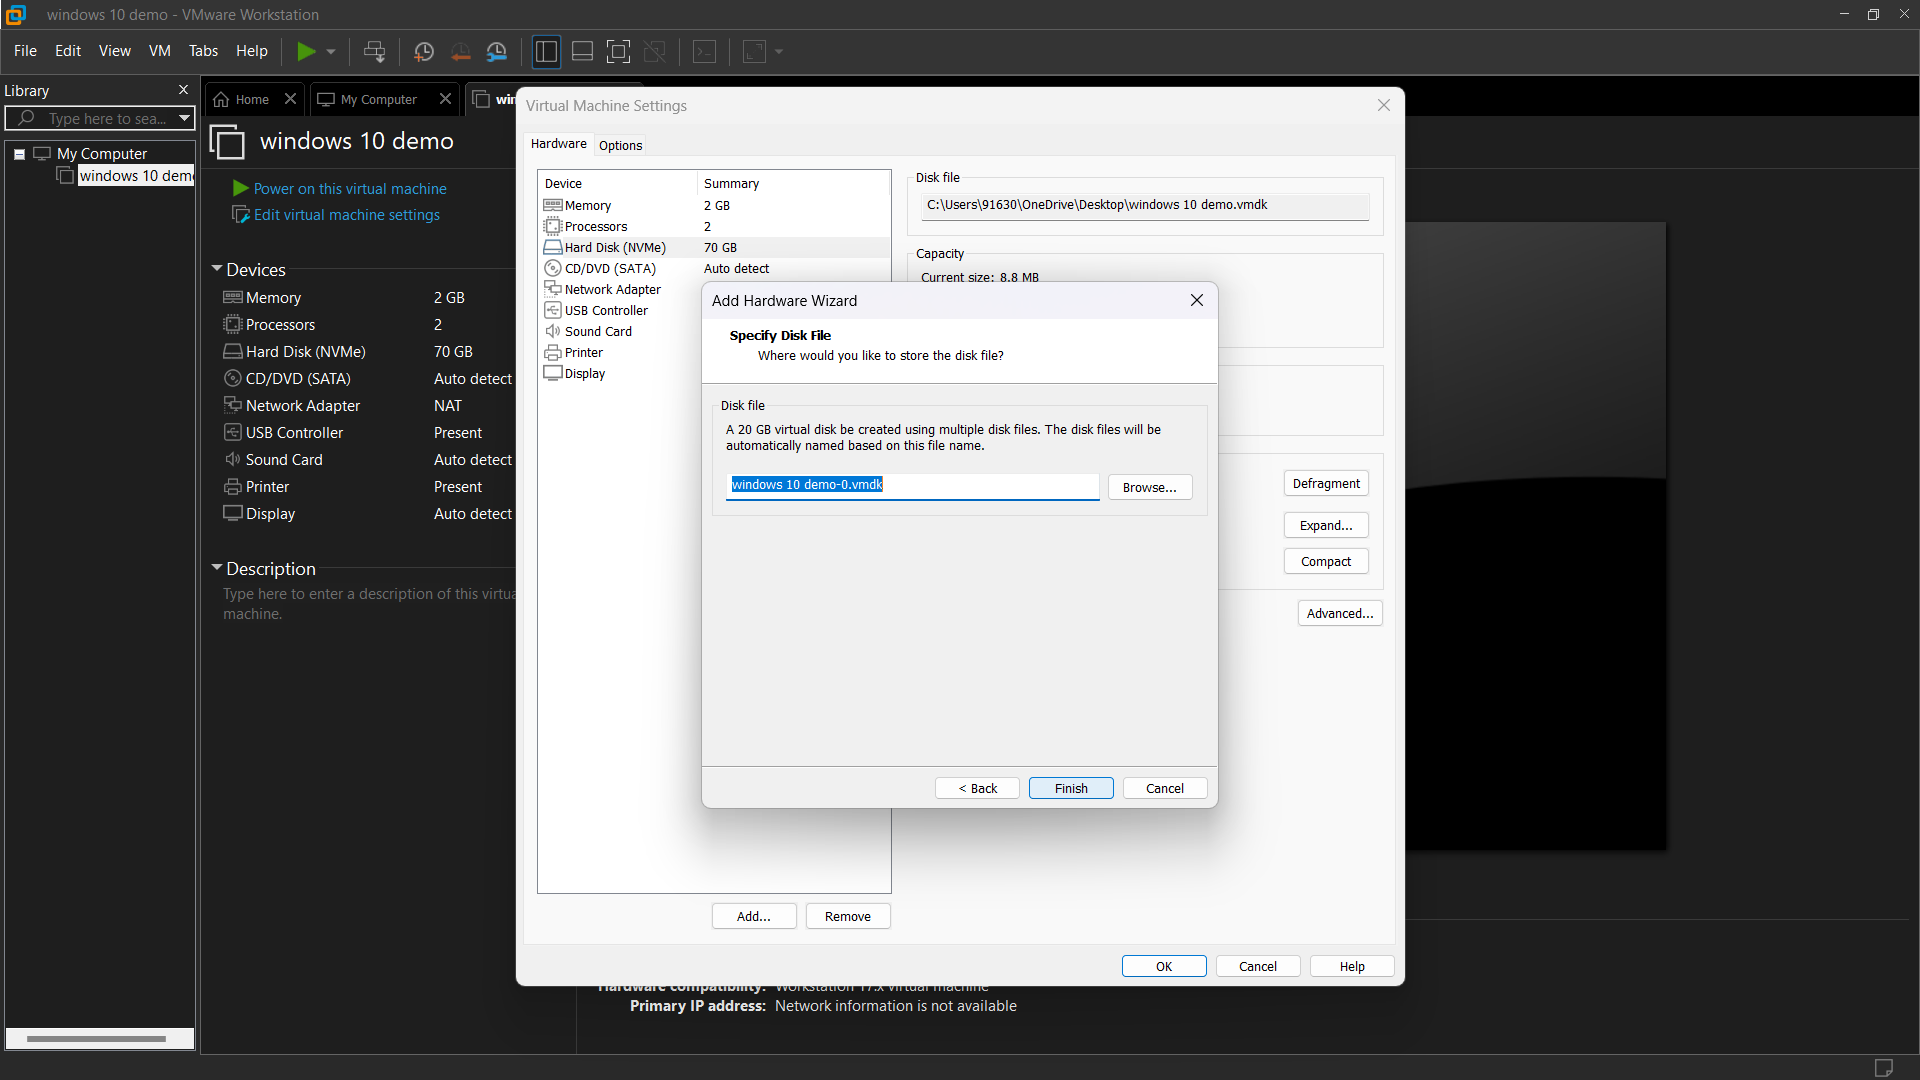 windows 10 demo - VMware Workstation
File Edit View VM Tabs Help
Library
Type here to sea...
My Computer
windows 10 dem
Home
My Computer
win
windows 10 demo
Power on this virtual machine
Edit virtual machine settings
Devices
Memory 2 GB
Processors 2
Hard Disk (NVMe) 70 GB
CD/DVD (SATA) Auto detect
Network Adapter NAT
USB Controller Present
Sound Card Auto detect
Printer Present
Display Auto detect
Description
Type here to enter a description of this virtua
machine.
Virtual Machine Settings
Hardware Options
Device Summary
Memory 2 GB
Processors 2
Hard Disk (NVMe) 70 GB
CD/DVD (SATA) Auto detect
Network Adapter
USB Controller
Sound Card
Printer
Display
Add... Remove
Disk file
C:\Users\91630\OneDrive\Desktop\windows 10 demo.vmdk
Capacity
Current size: 8.8 MB
Defragment
Expand...
Compact
Advanced...
OK Cancel Help
Add Hardware Wizard
Specify Disk File
Where would you like to store the disk file?
Disk file
A 20 GB virtual disk be created using multiple disk files. The disk files will be
automatically named based on this file name.
windows 10 demo-0.vmdk
Browse...
< Back Finish Cancel
Hardware compatibility: Workstation 17.x virtual machine
Primary IP address: Network information is not available